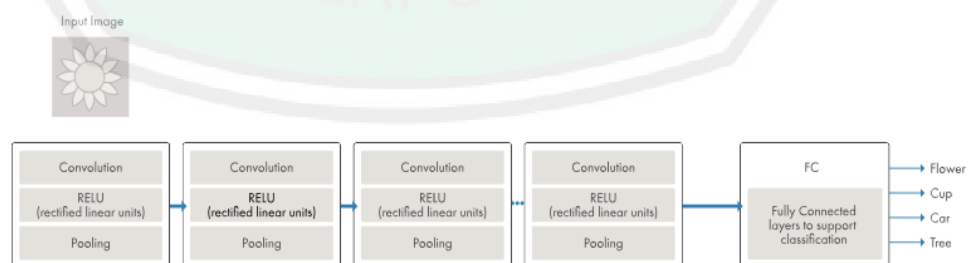 Input Image
Convolution
RELU
(rectified linear units)
Pooling
Convolution
RELU
(rectified linear units)
Pooling
Convolution
RELU
(rectified linear units)
Pooling
Convolution
RELU
(rectified linear units)
Pooling
FC
Fully Connected
layers to support
classification
Flower
Cup
Car
Tree